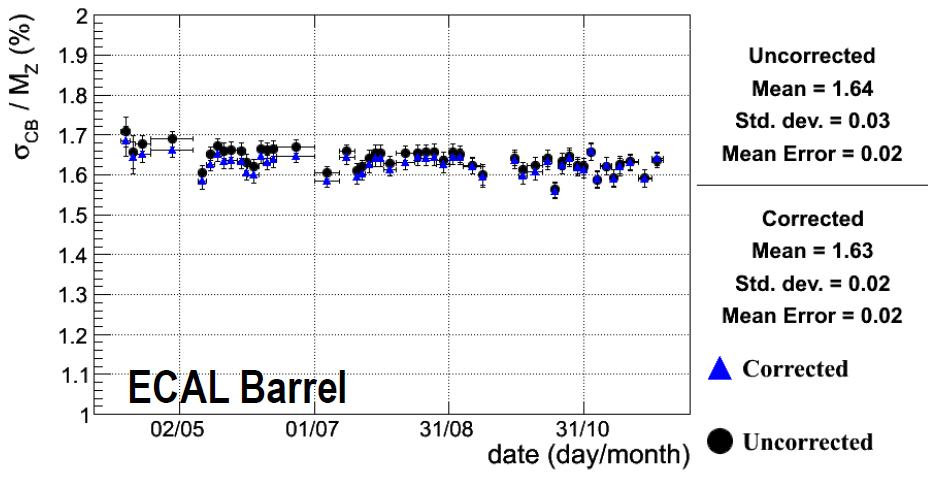 σCB / MZ (%)
2
1.9
1.8
1.7
1.6
1.5
1.4
1.3
1.2
1.1
1
ECAL Barrel
02/05 01/07 31/08 31/10
date (day/month)
Uncorrected
Mean = 1.64
Std. dev. = 0.03
Mean Error = 0.02
Corrected
Mean = 1.63
Std. dev. = 0.02
Mean Error = 0.02
Corrected
Uncorrected